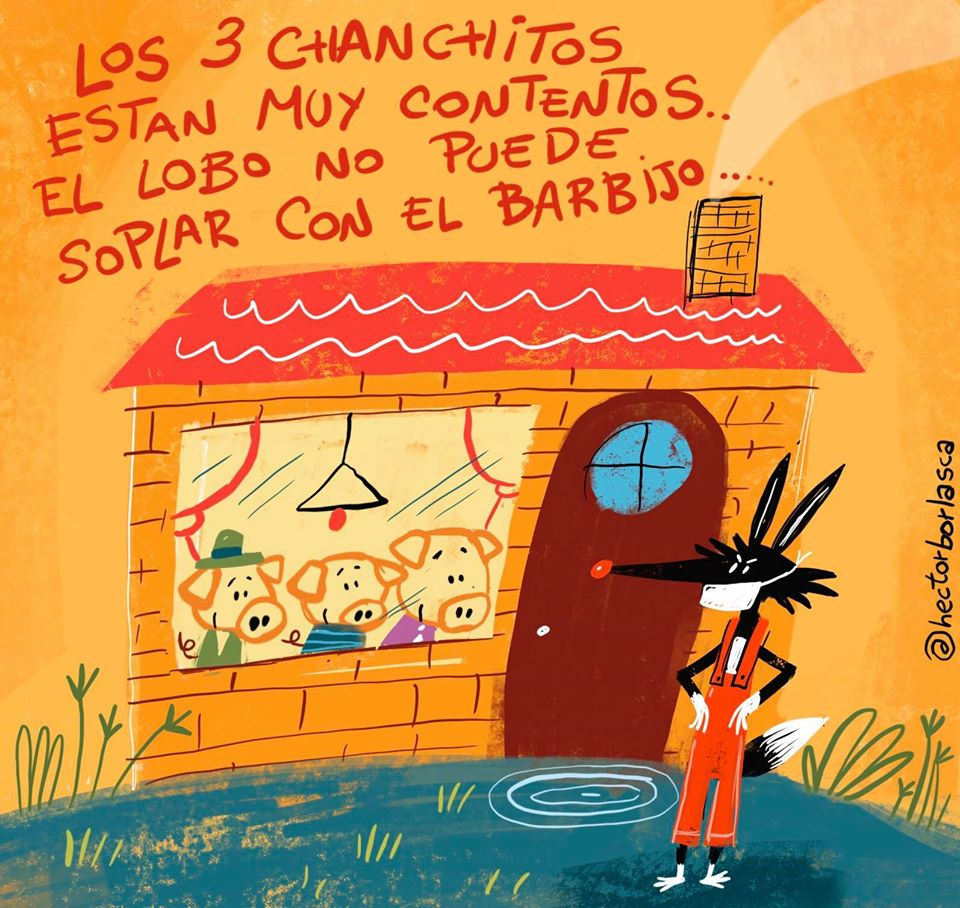 LOS 3 CHANCHiTOS
ESTAN MUY CONTENTOS..
EL LOBO NO PUEDE
SOPLAR CON EL BARBiJO.....
@hectorborlasca